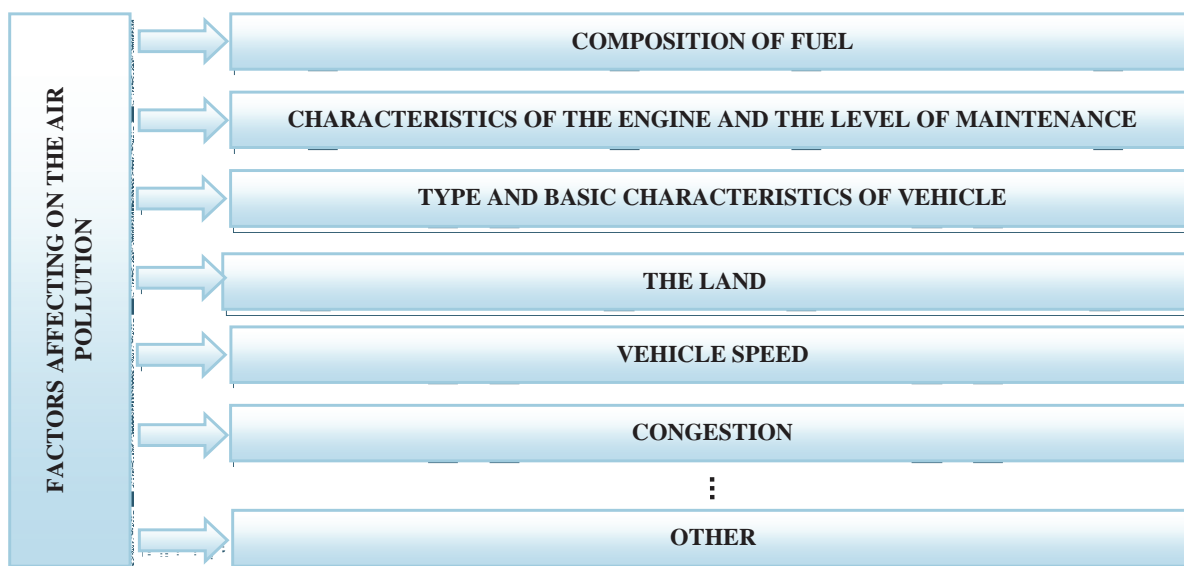 FACTORS AFFECTING ON THE AIR
POLLUTION
COMPOSITION OF FUEL
CHARACTERISTICS OF THE ENGINE AND THE LEVEL OF MAINTENANCE
TYPE AND BASIC CHARACTERISTICS OF VEHICLE
THE LAND
VEHICLE SPEED
CONGESTION
...
OTHER